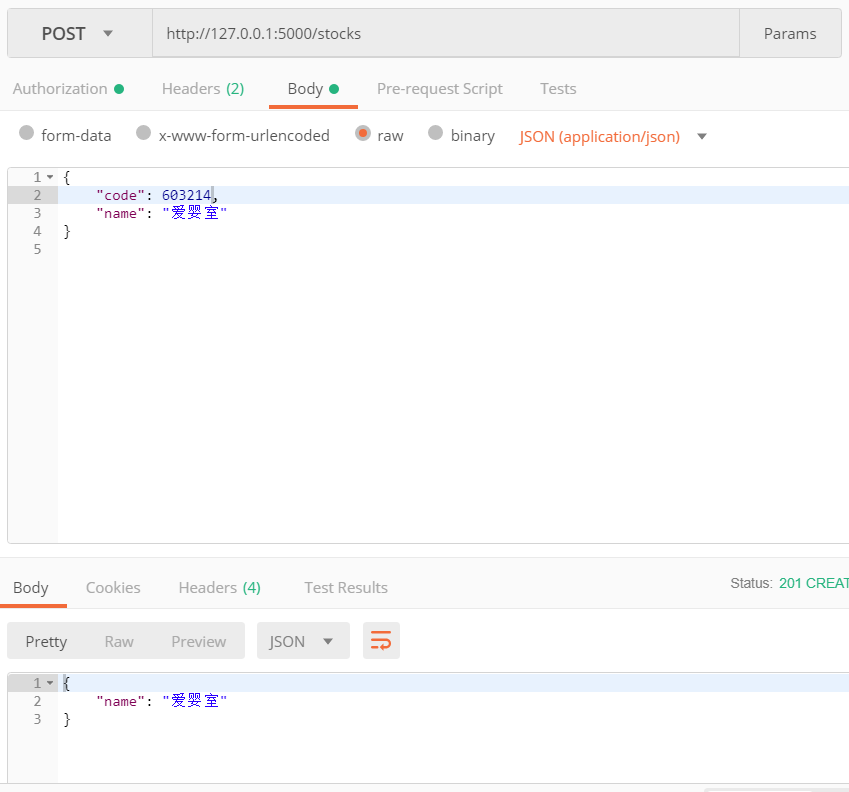 POST http://127.0.0.1:5000/stocks Params
Authorization Headers (2) Body Pre-request Script Tests
form-data x-www-form-urlencoded raw binary JSON (application/json)
1 {
2 "code": 603214,
3 "name": "爱婴室"
4 }
5
Body Cookies Headers (4) Test Results Status: 201 CREAT
Pretty Raw Preview JSON
1 {
2 "name": "爱婴室"
3 }